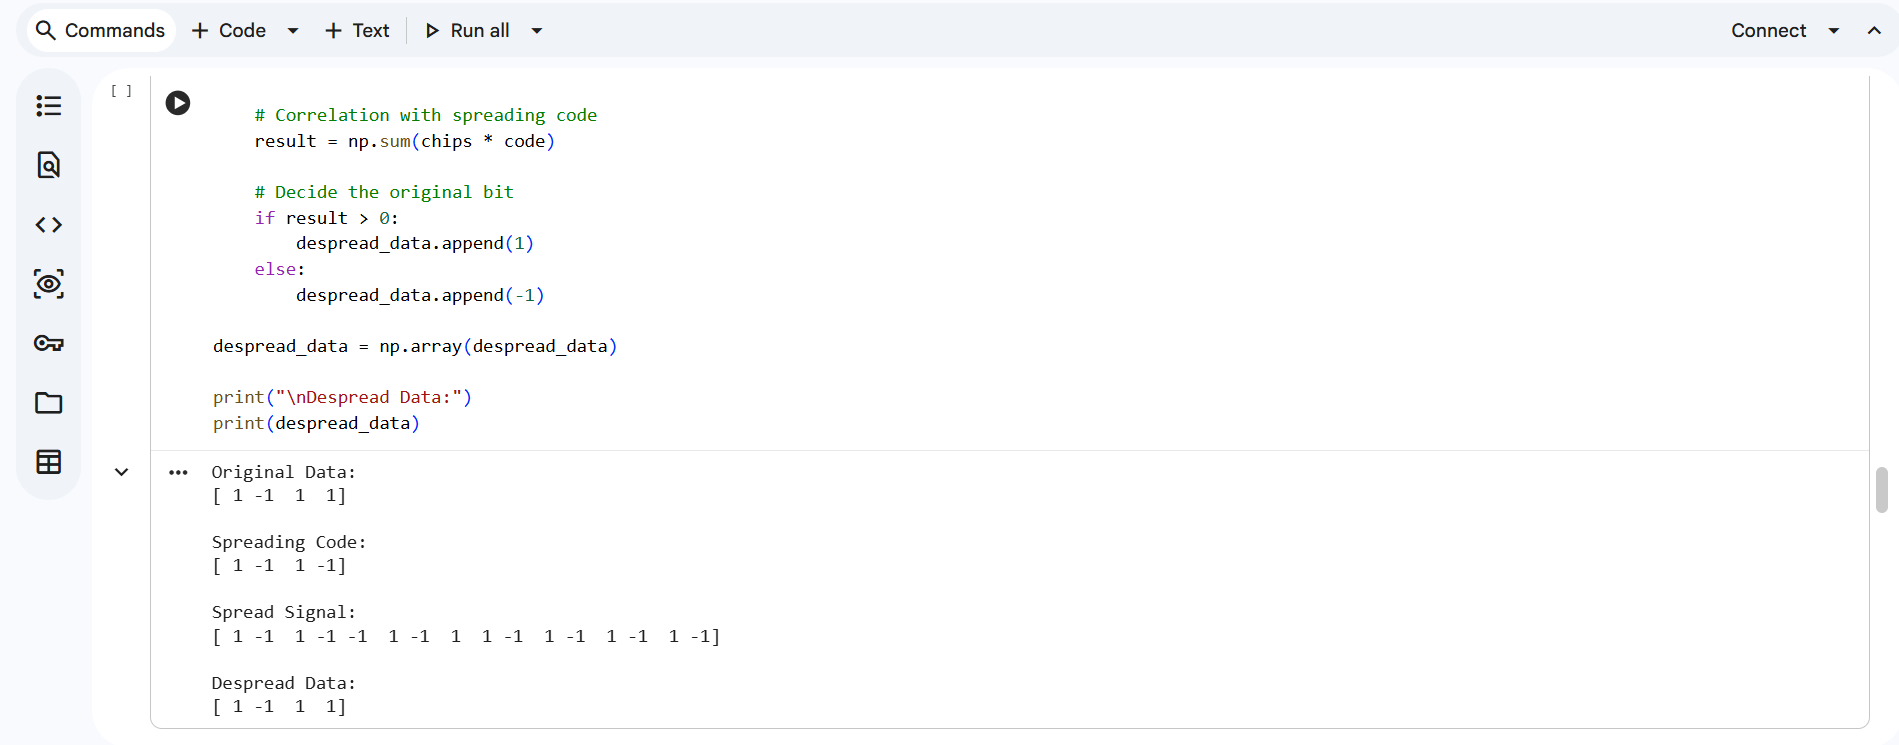 Commands + Code + Text Run all Connect
[ ]
# Correlation with spreading code
result = np.sum(chips * code)
# Decide the original bit
if result > 0:
despread_data.append(1)
else:
despread_data.append(-1)
despread_data = np.array(despread_data)
print("\nDespread Data:")
print(despread_data)
Original Data:
[ 1 -1  1  1]
Spreading Code:
[ 1 -1  1 -1]
Spread Signal:
[ 1 -1  1 -1 -1  1 -1  1  1 -1  1 -1  1 -1  1 -1]
Despread Data:
[ 1 -1  1  1]